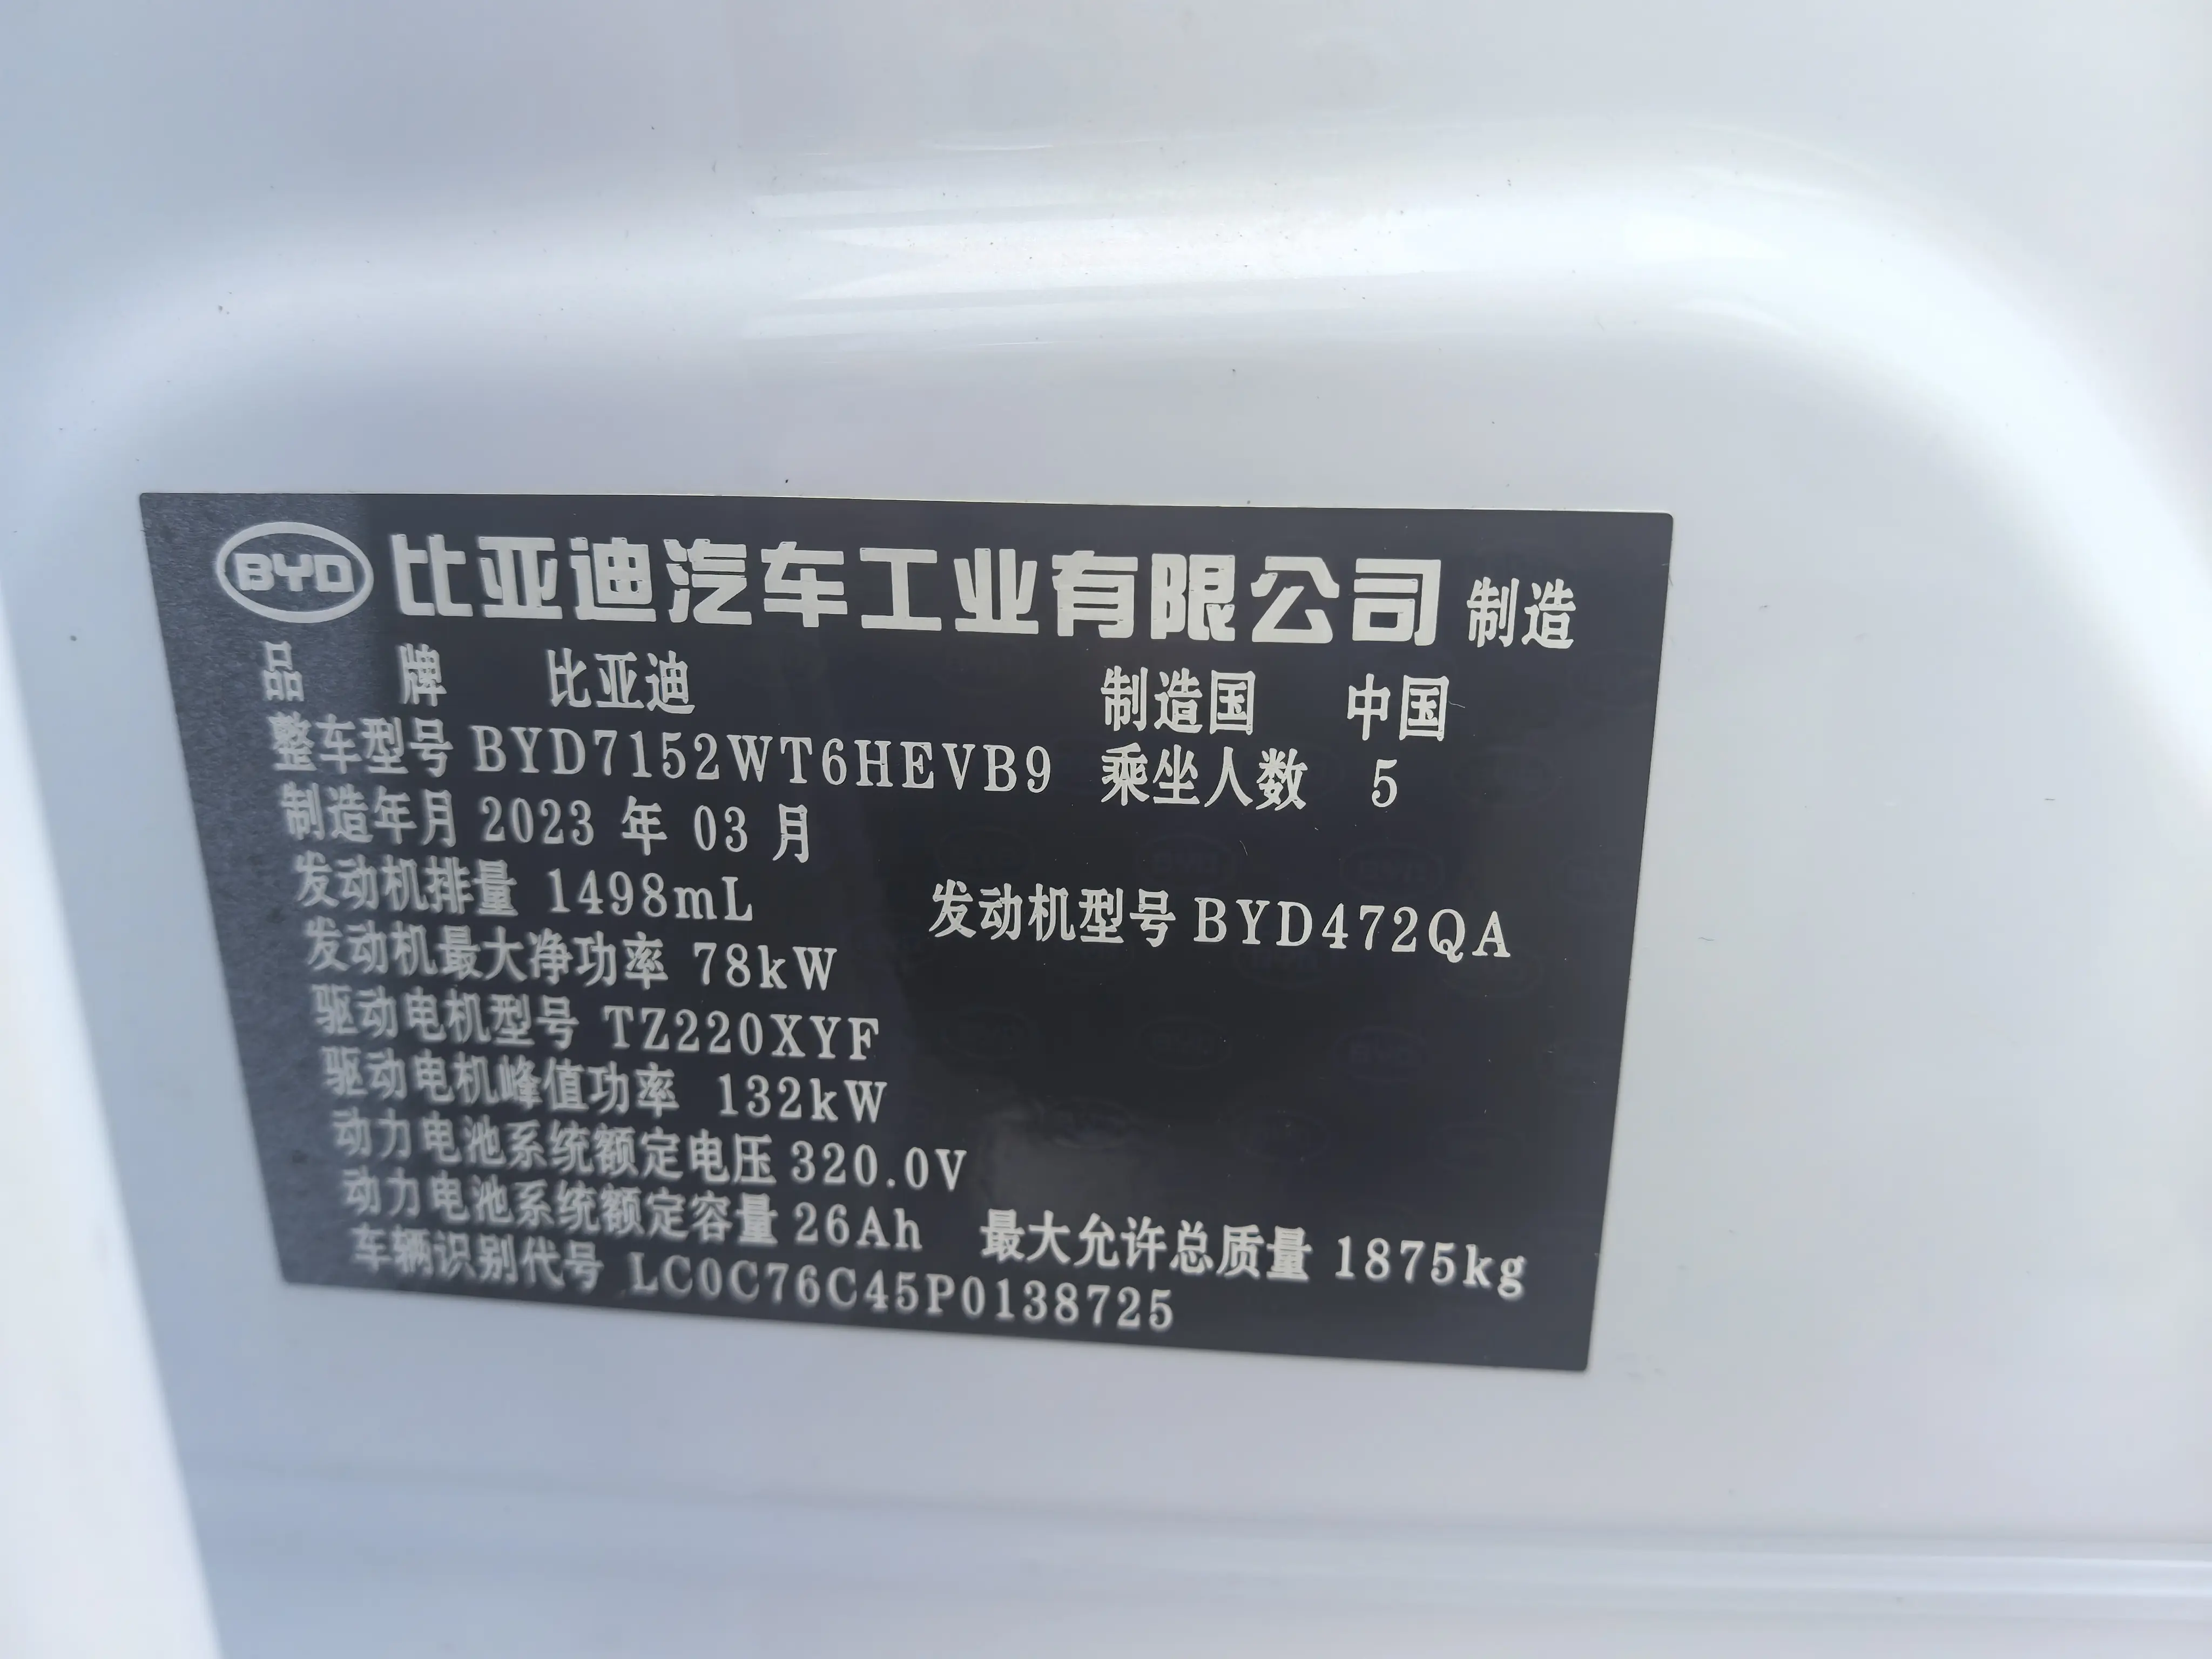 BYD 比亚迪汽车工业有限公司 制造
品 牌 比亚迪 制造国 中国
整车型号 BYD7152WT6HEVB9 乘坐人数 5
制造年月 2023 年 03 月
发动机排量 1498mL 发动机型号 BYD472QA
发动机最大净功率 78kW
驱动电机型号 TZ220XYF
驱动电机峰值功率 132kW
动力电池系统额定电压 320.0V
动力电池系统额定容量 26Ah 最大允许总质量 1875kg
车辆识别代号 LC0C76C45P0138725